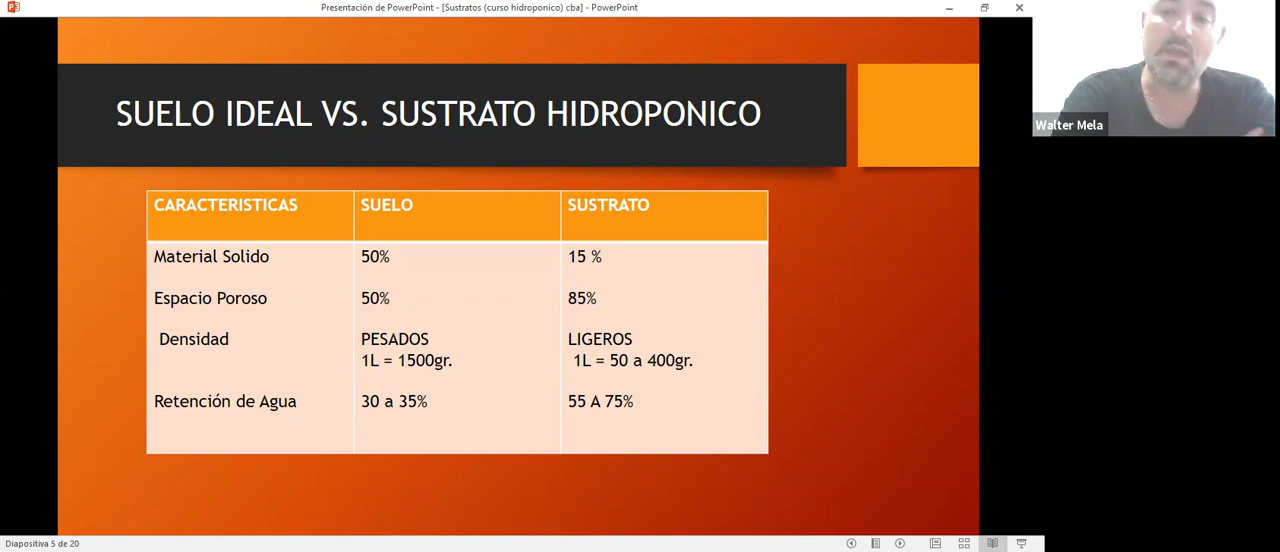 Presentación de PowerPoint - [Sustratos (curso hidroponico) cba] - PowerPoint
Walter Mela
SUELO IDEAL VS. SUSTRATO HIDROPONICO
CARACTERISTICAS SUELO SUSTRATO
Material Solido 50% 15 %
Espacio Poroso 50% 85%
Densidad PESADOS LIGEROS
1L = 1500gr. 1L = 50 a 400gr.
Retención de Agua 30 a 35% 55 A 75%
Diapositiva 5 de 20